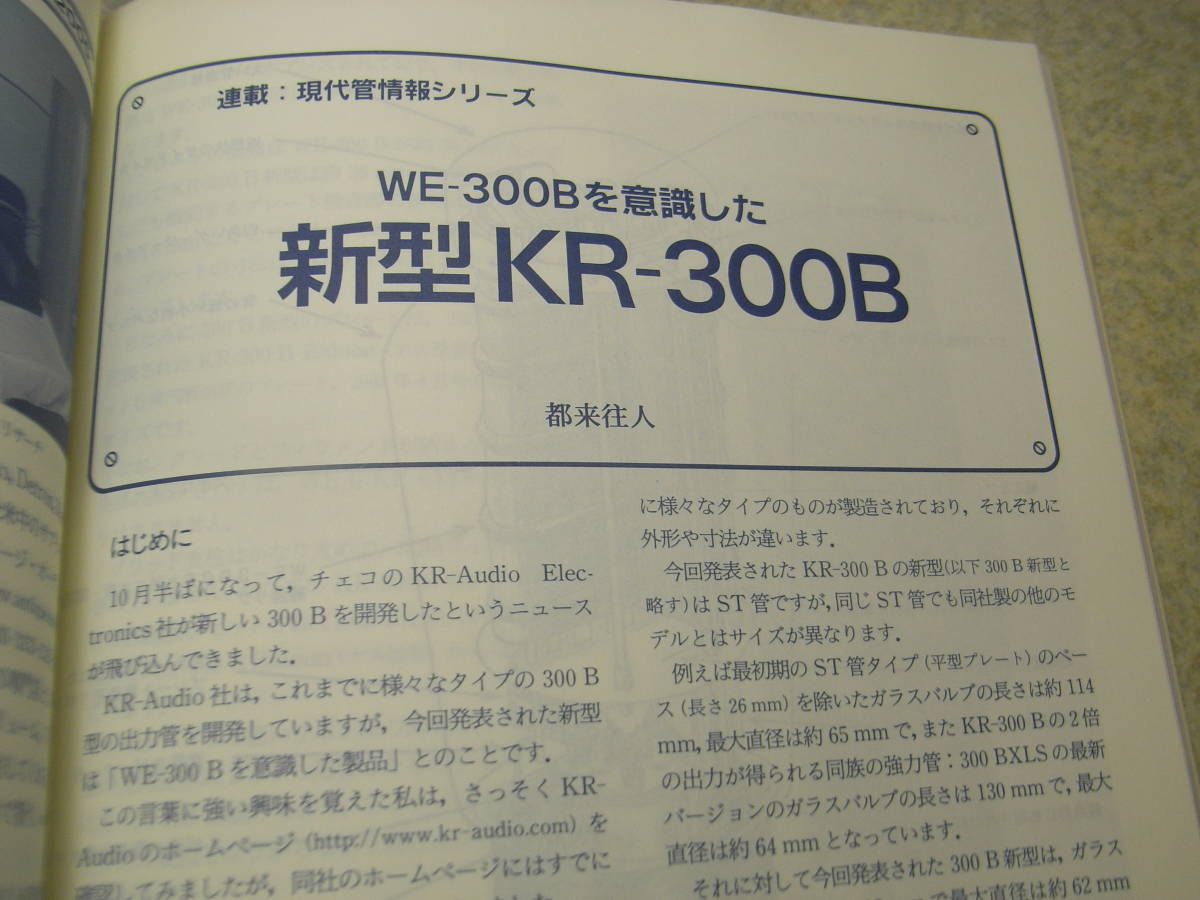 連載：現代管情報シリーズ
WE-300Bを意識した
新型KR-300B
都来往人
はじめに
10月半ばになって，チェコのKR-Audio Elec-
tronics社が新しい300 Bを開発したというニュース
が飛び込んできました．
KR-Audio社は，これまでに様々なタイプの300 B
型の出力管を開発していますが，今回発表された新型
は「WE-300 Bを意識した製品」とのことです．
この言葉に強い興味を覚えた私は，さっそくKR-
Audioのホームページ（http://www.kr-audio.com）を
確認してみましたが，同社のホームページにはすでに
に様々なタイプのものが製造されており，それぞれに
外形や寸法が違います．
今回発表されたKR-300 Bの新型（以下300 B新型と
略す）はST管ですが，同じST管でも同社製の他のモ
デルとはサイズが異なります．
例えば最初期のST管タイプ（平型プレート）のベー
ス（長さ26 mm）を除いたガラスバルブの長さは約114
mm，最大直径は約65 mmで，またKR-300 Bの2倍
の出力が得られる同族の強力管：300 BXLSの最新
バージョンのガラスバルブの長さは130 mmで，最大
直径は約64 mmとなっています．
それに対して今回発表された300 B新型は，ガラス
で最大直径は約62 mm